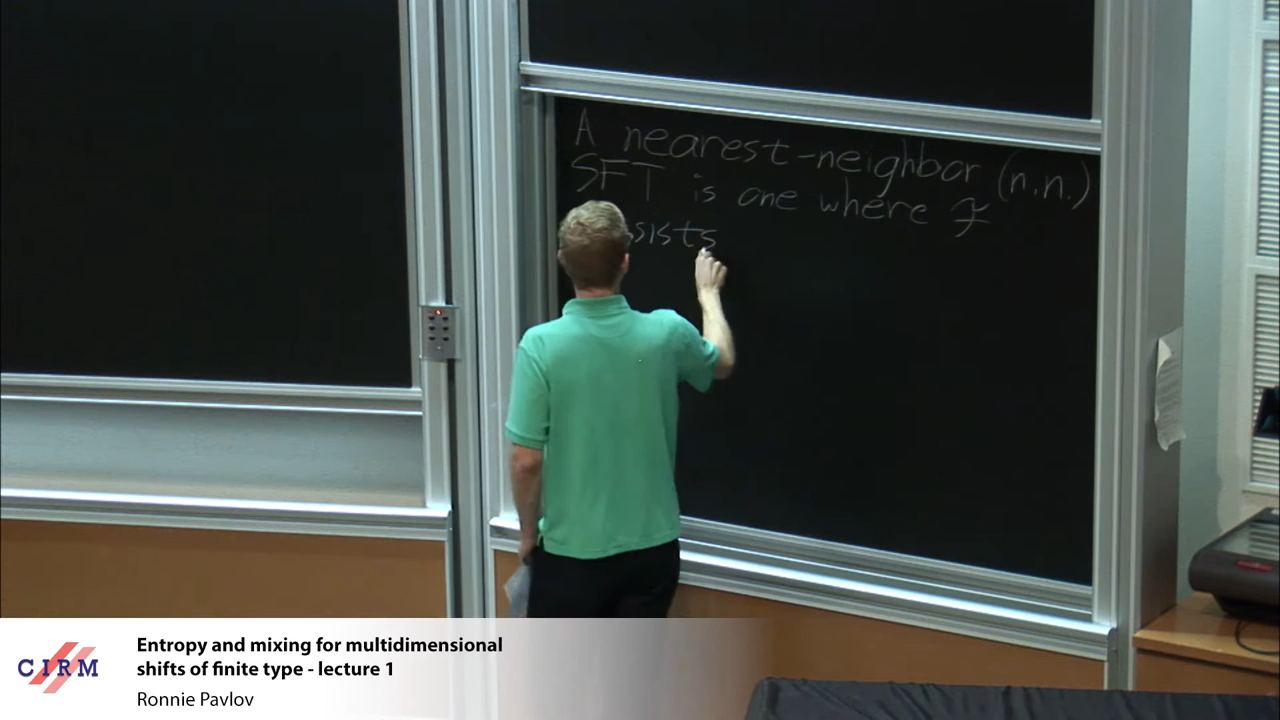 A nearest-neighbor (n.n.)
SFT is one where ℱ
sists
CIRM
Entropy and mixing for multidimensional
shifts of finite type - lecture 1
Ronnie Pavlov